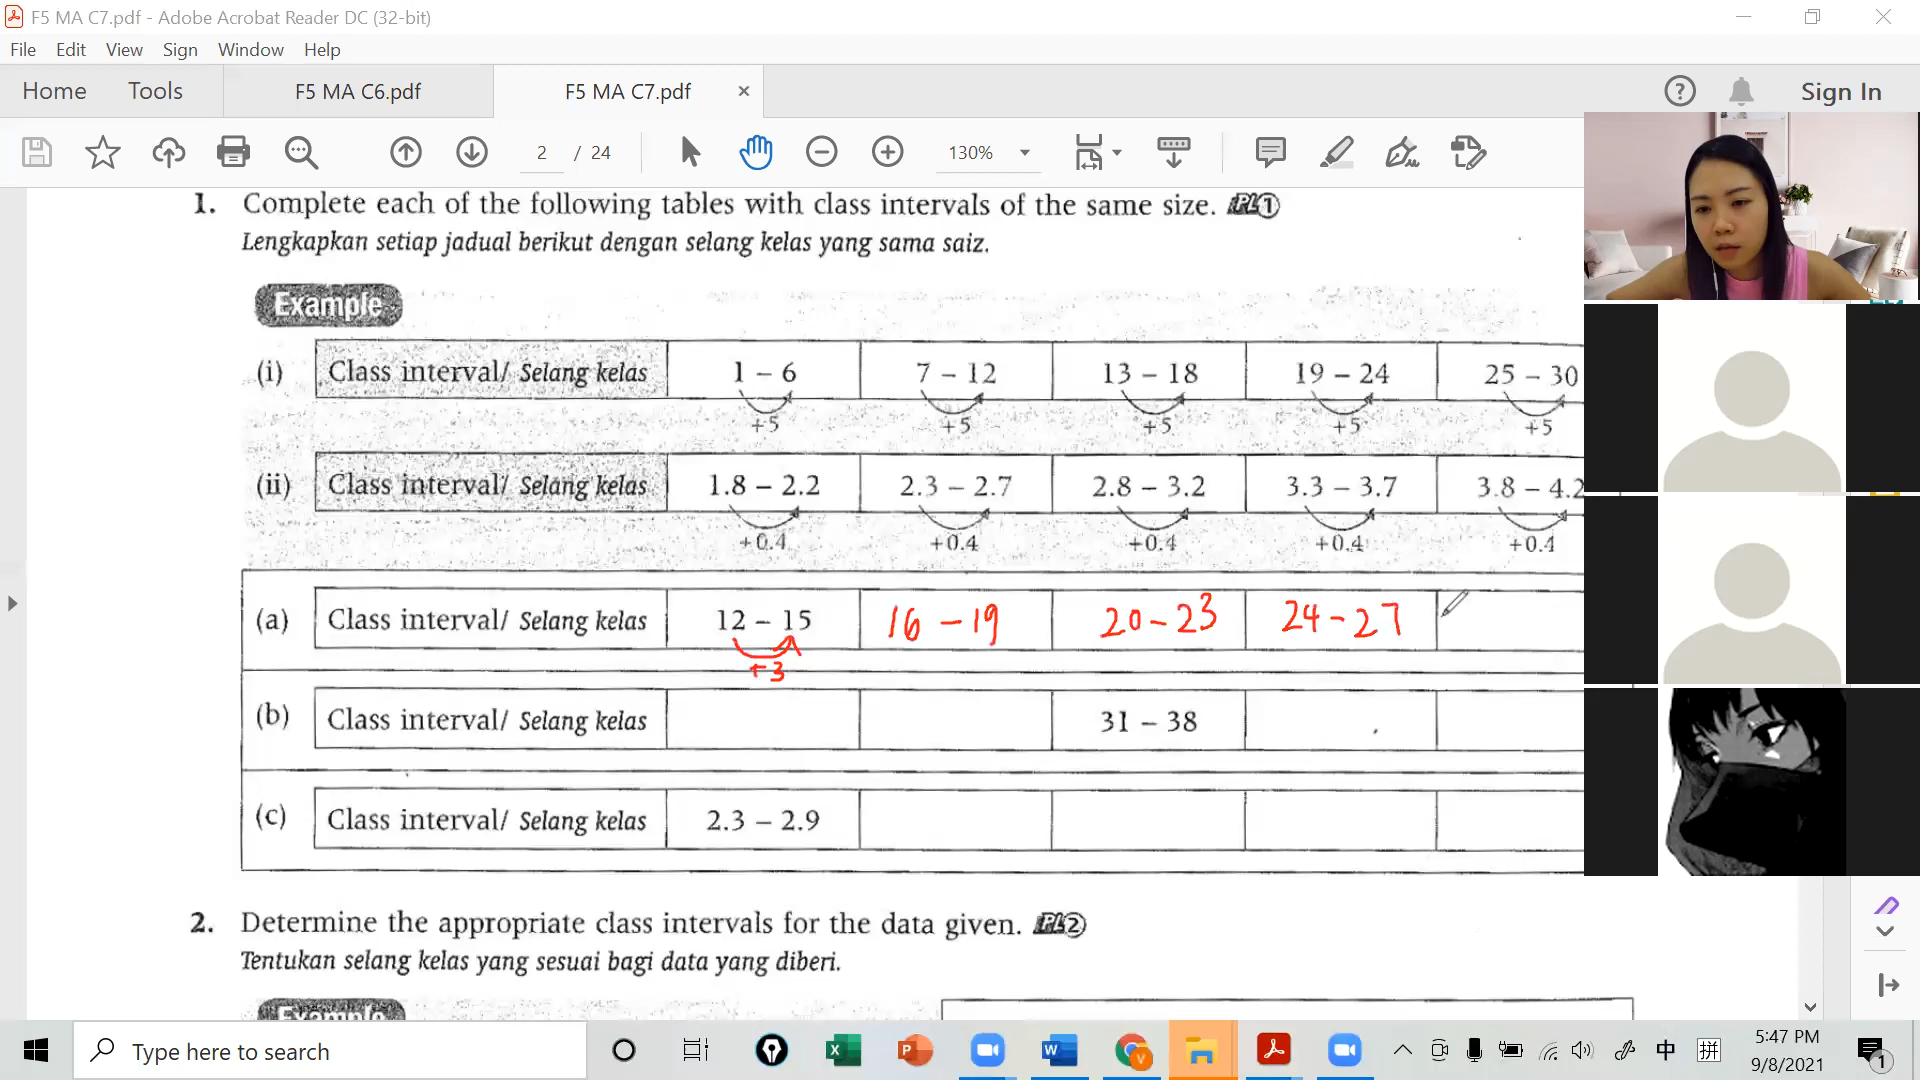 F5 MA C7.pdf - Adobe Acrobat Reader DC (32-bit)
File Edit View Sign Window Help
Home Tools F5 MA C6.pdf F5 MA C7.pdf × Sign In
2 / 24 130%
1. Complete each of the following tables with class intervals of the same size. PL1
Lengkapkan setiap jadual berikut dengan selang kelas yang sama saiz.
Example
(i) Class interval/ Selang kelas 1 – 6 7 – 12 13 – 18 19 – 24 25 – 30
+5 +5 +5 +5 +5
(ii) Class interval/ Selang kelas 1.8 – 2.2 2.3 – 2.7 2.8 – 3.2 3.3 – 3.7 3.8 – 4.2
+0.4 +0.4 +0.4 +0.4 +0.4
(a) Class interval/ Selang kelas 12 – 15 16 – 19 20 – 23 24 – 27
+3
(b) Class interval/ Selang kelas 31 – 38
(c) Class interval/ Selang kelas 2.3 – 2.9
2. Determine the appropriate class intervals for the data given. PL2
Tentukan selang kelas yang sesuai bagi data yang diberi.
Example
Type here to search
中 拼 5:47 PM
9/8/2021 1